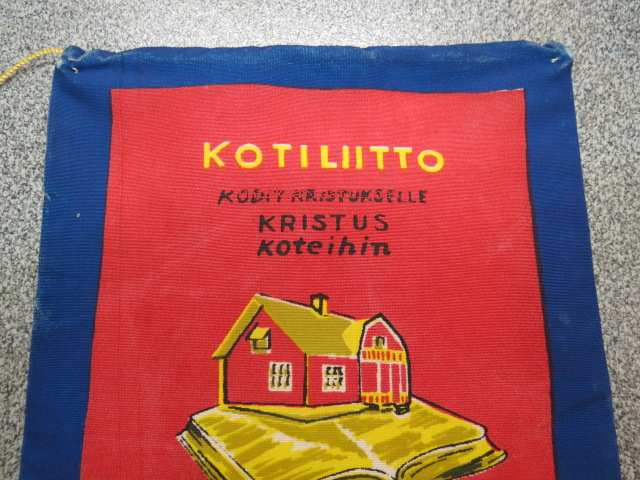 KOTILIITTO
KODIT KRISTUKSELLE
KRISTUS
Koteihin